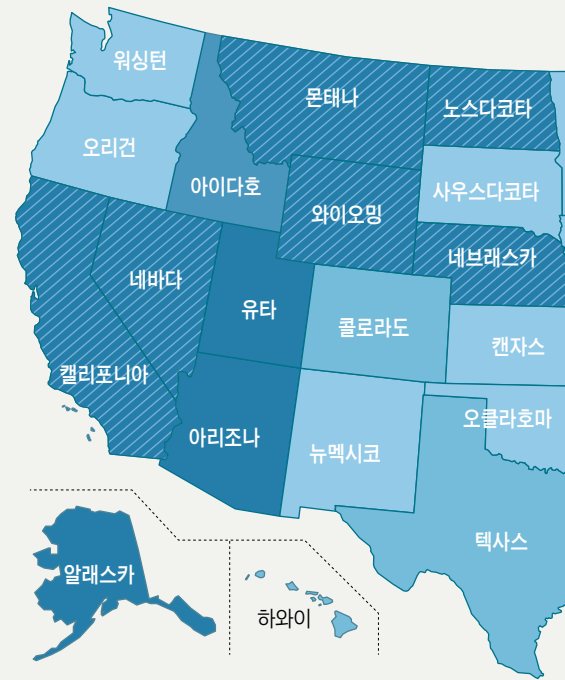 워싱턴
몬태나
노스다코타
오리건
아이다호
사우스다코타
와이오밍
네브래스카
네바다
유타
콜로라도
캔자스
캘리포니아
아리조나
뉴멕시코
오클라호마
텍사스
알래스카
하와이